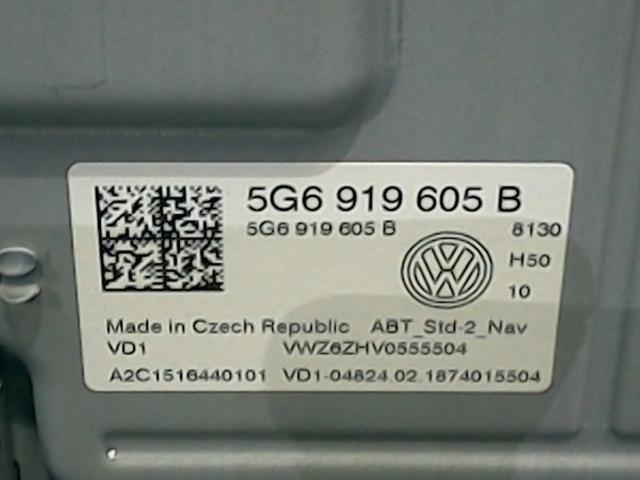 5G6 919 605 B
5G6 919 605 B 8130
H50
10
Made in Czech Republic ABT_Std-2_Nav
VD1 VWZ6ZHV0555504
A2C1516440101 VD1-04824.02.1874015504